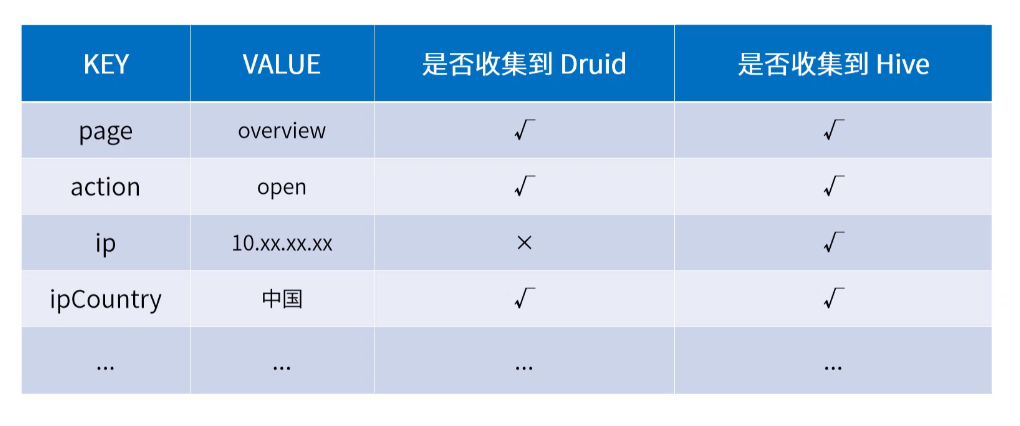 KEY VALUE 是否收集到 Druid 是否收集到 Hive
page overview √ √
action open √ √
ip 10.xx.xx.xx × √
ipCountry 中国 √ √
... ... ... ...